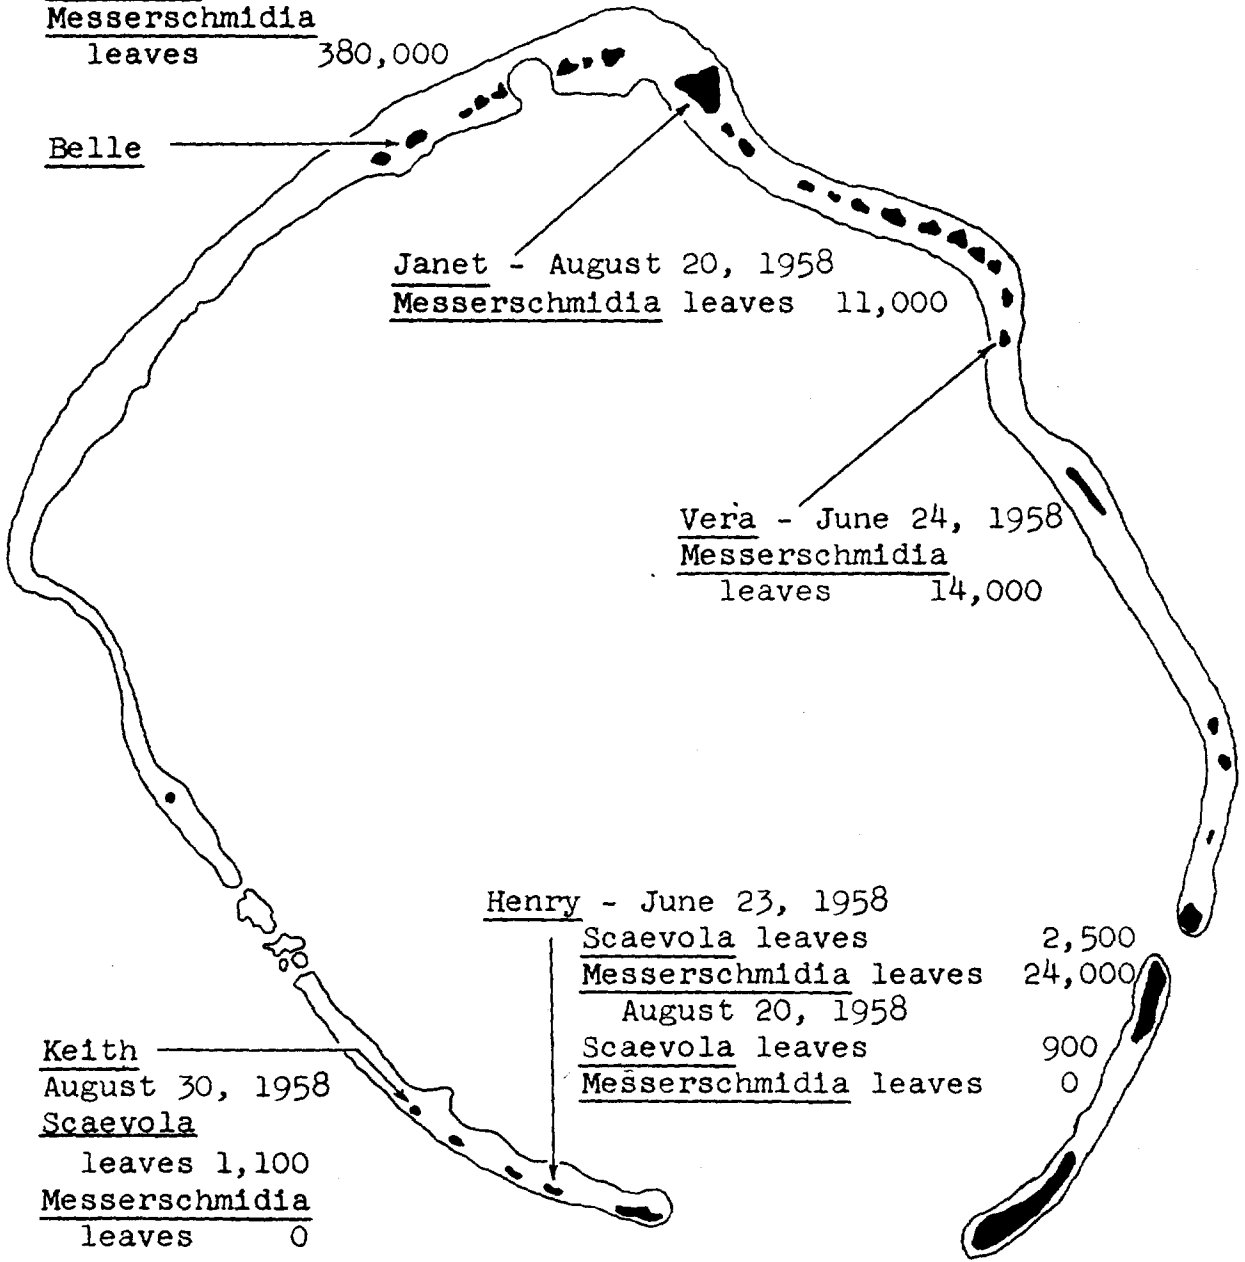 Messerschmidia
leaves 380,000
Belle
Janet - August 20, 1958
Messerschmidia leaves 11,000
Vera - June 24, 1958
Messerschmidia
leaves 14,000
Henry - June 23, 1958
Scaevola leaves 2,500
Messerschmidia leaves 24,000
August 20, 1958
Scaevola leaves 900
Messerschmidia leaves 0
Keith
August 30, 1958
Scaevola
leaves 1,100
Messerschmidia
leaves 0